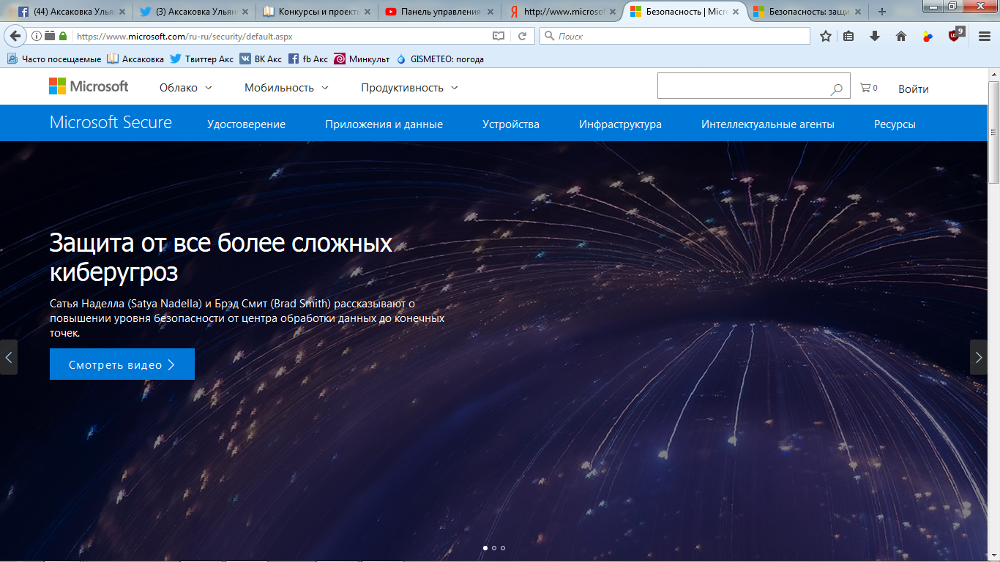 (44) Аксаковка Ульян
(3) Аксаковка Ульян
Конкурсы и проекты
Панель управления
http://www.microsof
Безопасность | Micro
Безопасность: защи
https://www.microsoft.com/ru-ru/security/default.aspx
Поиск
9
Часто посещаемые
Аксаковка
Твиттер Акс
ВК Акс
fb Акс
Минкульт
GISMETEO: погода
Microsoft
Облако
Мобильность
Продуктивность
0
Войти
Microsoft Secure
Удостоверение
Приложения и данные
Устройства
Инфраструктура
Интеллектуальные агенты
Ресурсы
Защита от все более сложных
киберугроз
Сатья Наделла (Satya Nadella) и Брэд Смит (Brad Smith) рассказывают о
повышении уровня безопасности от центра обработки данных до конечных
точек.
Смотреть видео